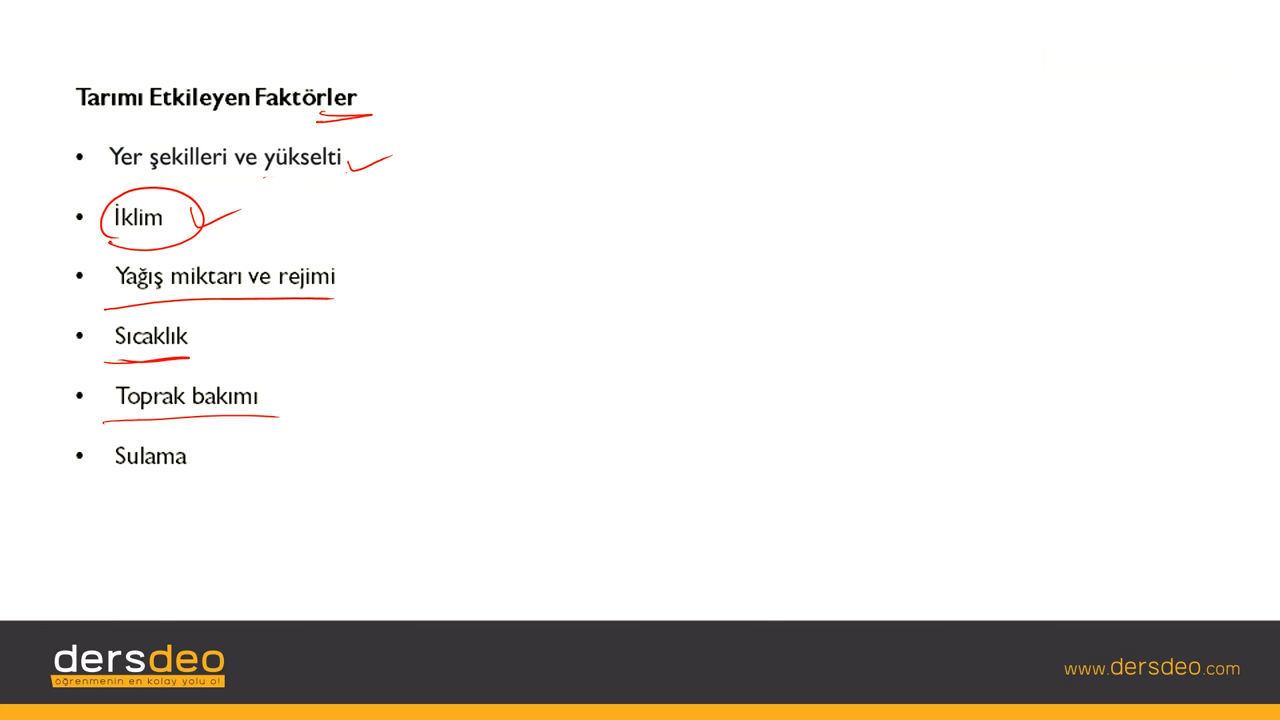 Tarımı Etkileyen Faktörler
• Yer şekilleri ve yükselti
• İklim
• Yağış miktarı ve rejimi
• Sıcaklık
• Toprak bakımı
• Sulama
dersdeo
öğrenmenin en kolay yolu o!
www.dersdeo.com